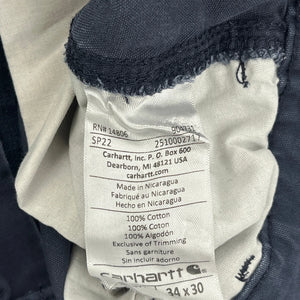 RN# 14806
SP22 2510002717
Carhartt, Inc. P.O. Box 600
Dearborn, MI 48121 USA
carhartt.com
Made in Nicaragua
Fabriqué au Nicaragua
Hecho en Nicaragua
100% Cotton
100% Coton
100% Algodón
Exclusive of Trimming
Sans garniture
Sin incluir adorno
carhartt
34 x 30